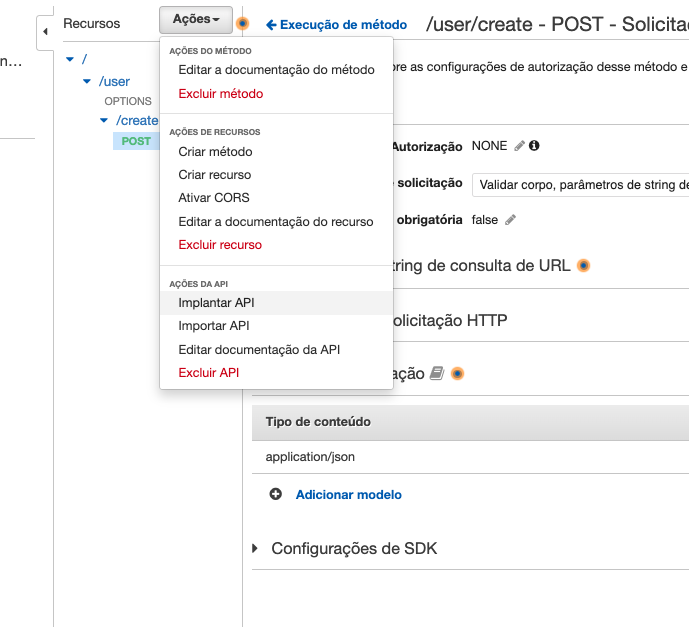 n...
Recursos
Ações
/
/user
OPTIONS
/create
POST
AÇÕES DO MÉTODO
Editar a documentação do método
Excluir método
AÇÕES DE RECURSOS
Criar método
Criar recurso
Ativar CORS
Editar a documentação do recurso
Excluir recurso
AÇÕES DA API
Implantar API
Importar API
Editar documentação da API
Excluir API
Execução de método /user/create - POST - Solicita
re as configurações de autorização desse método e
Autorização NONE
solicitação Validar corpo, parâmetros de string de
obrigatória false
tring de consulta de URL
olicitação HTTP
ação
Tipo de conteúdo
application/json
Adicionar modelo
Configurações de SDK